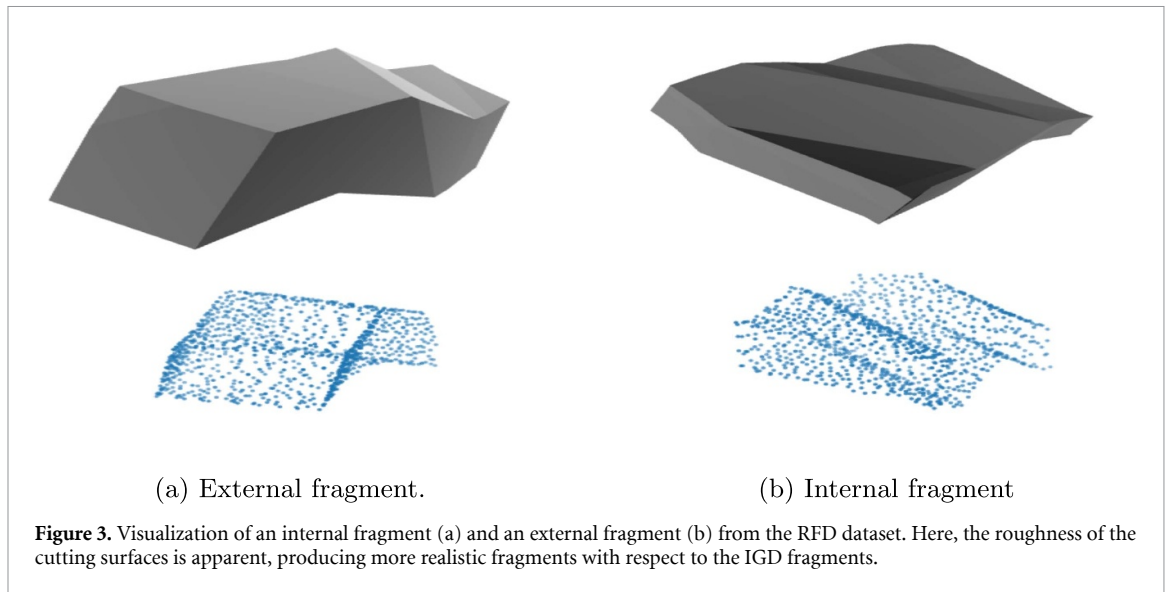 (a) External fragment.
(b) Internal fragment
Figure 3. Visualization of an internal fragment (a) and an external fragment (b) from the RFD dataset. Here, the roughness of the
cutting surfaces is apparent, producing more realistic fragments with respect to the IGD fragments.